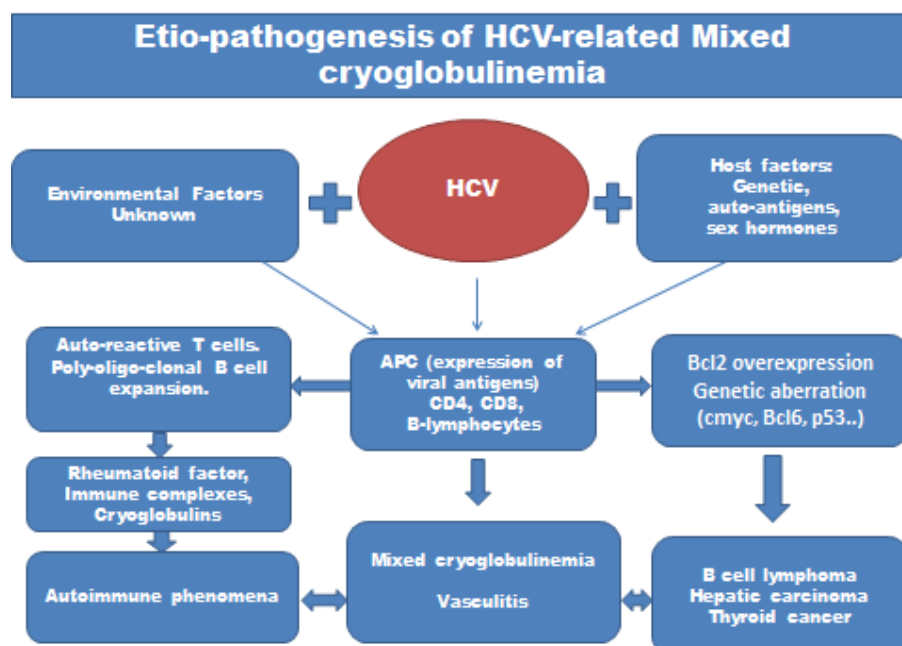 Etio-pathogenesis of HCV-related Mixed
cryoglobulinemia
Environmental Factors
Unknown
HCV
Host factors:
Genetic,
auto-antigens,
sex hormones
Auto-reactive T cells.
Poly-oligo-clonal B cell
expansion.
APC (expression of
viral antigens)
CD4, CD8,
B-lymphocytes
Bcl2 overexpression
Genetic aberration
(cmyc, Bcl6, p53..)
Rheumatoid factor,
Immune complexes,
Cryoglobulins
Autoimmune phenomena
Mixed cryoglobulinemia
Vasculitis
B cell lymphoma
Hepatic carcinoma
Thyroid cancer